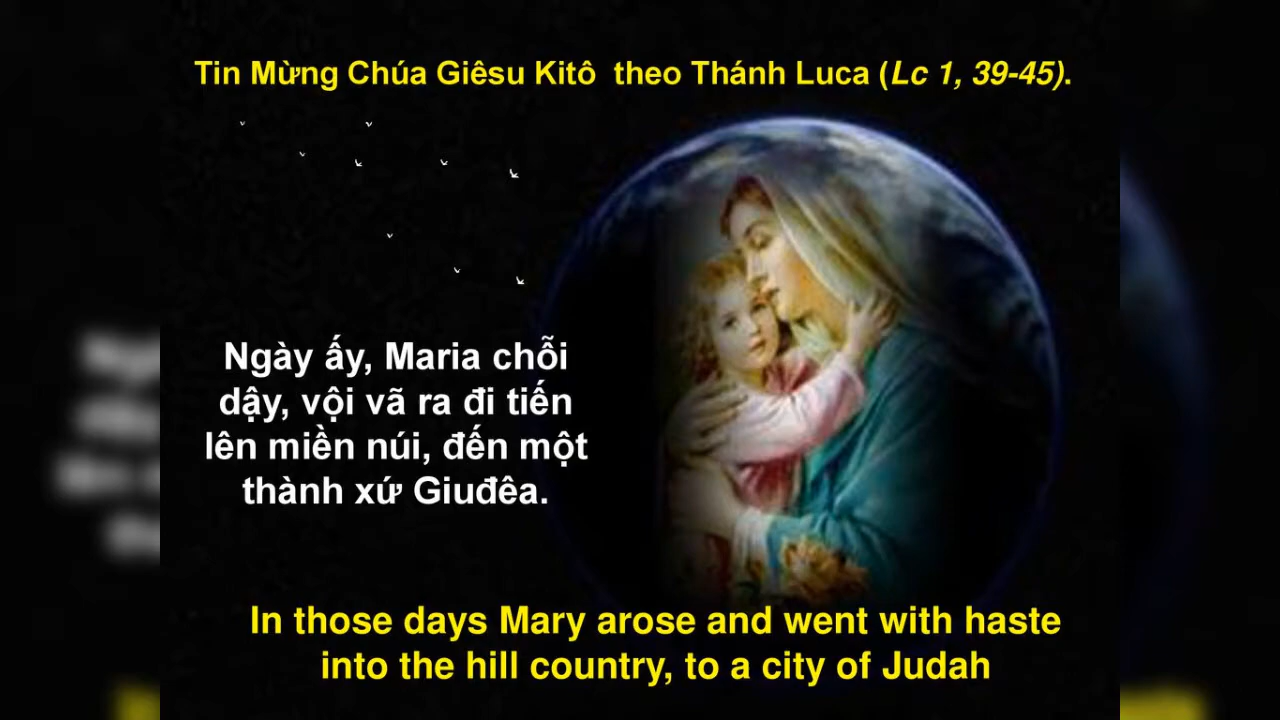 Tin Mừng Chúa Giêsu Kitô theo Thánh Luca (Lc 1, 39-45).
Ngày ấy, Maria chỗi
dậy, vội vã ra đi tiến
lên miền núi, đến một
thành xứ Giuđêa.
In those days Mary arose and went with haste
into the hill country, to a city of Judah